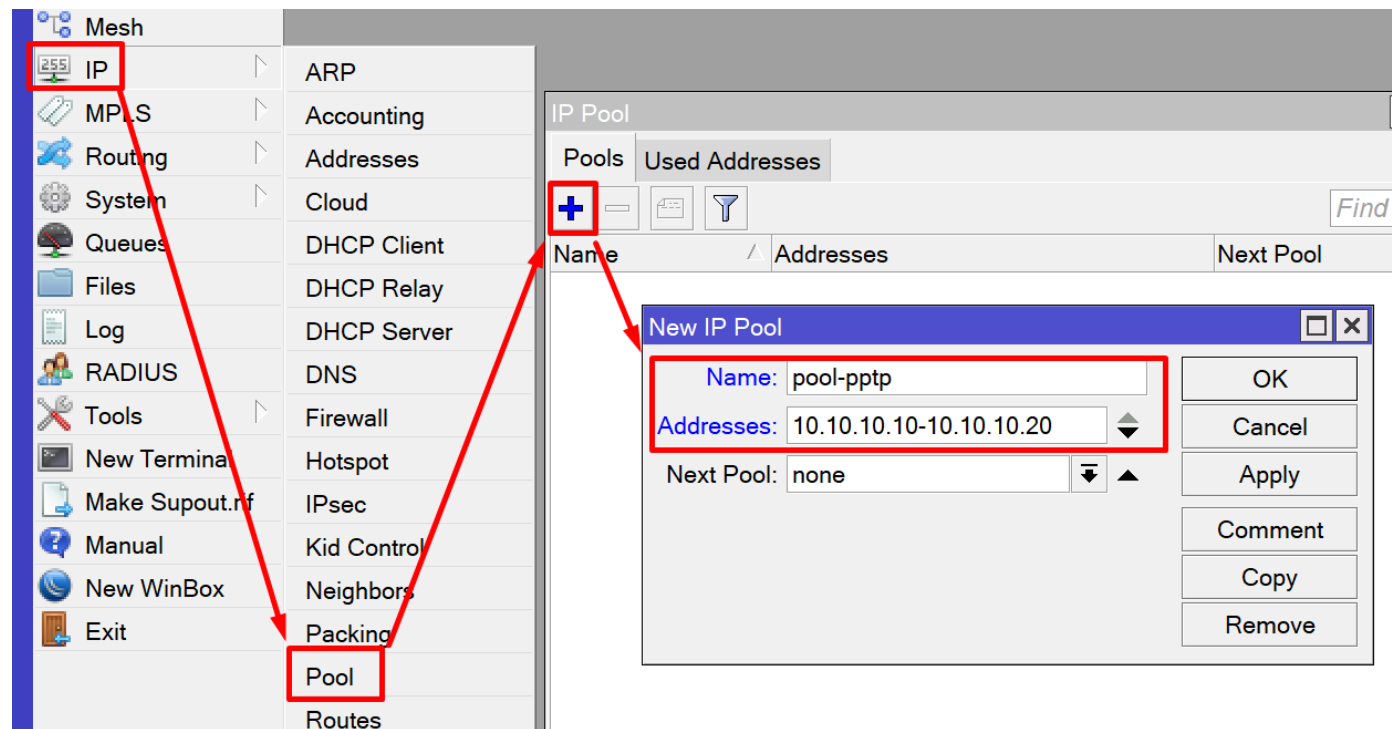 Mesh
255
IP
MPLS
Routing
System
Queues
Files
Log
RADIUS
Tools
New Terminal
Make Supout.rif
Manual
New WinBox
Exit
ARP
Accounting
Addresses
Cloud
DHCP Client
DHCP Relay
DHCP Server
DNS
Firewall
Hotspot
IPsec
Kid Control
Neighbors
Packing
Pool
Routes
IP Pool
Pools Used Addresses
Find
Name Addresses Next Pool
New IP Pool
Name: pool-pptp
Addresses: 10.10.10.10-10.10.10.20
Next Pool: none
OK
Cancel
Apply
Comment
Copy
Remove